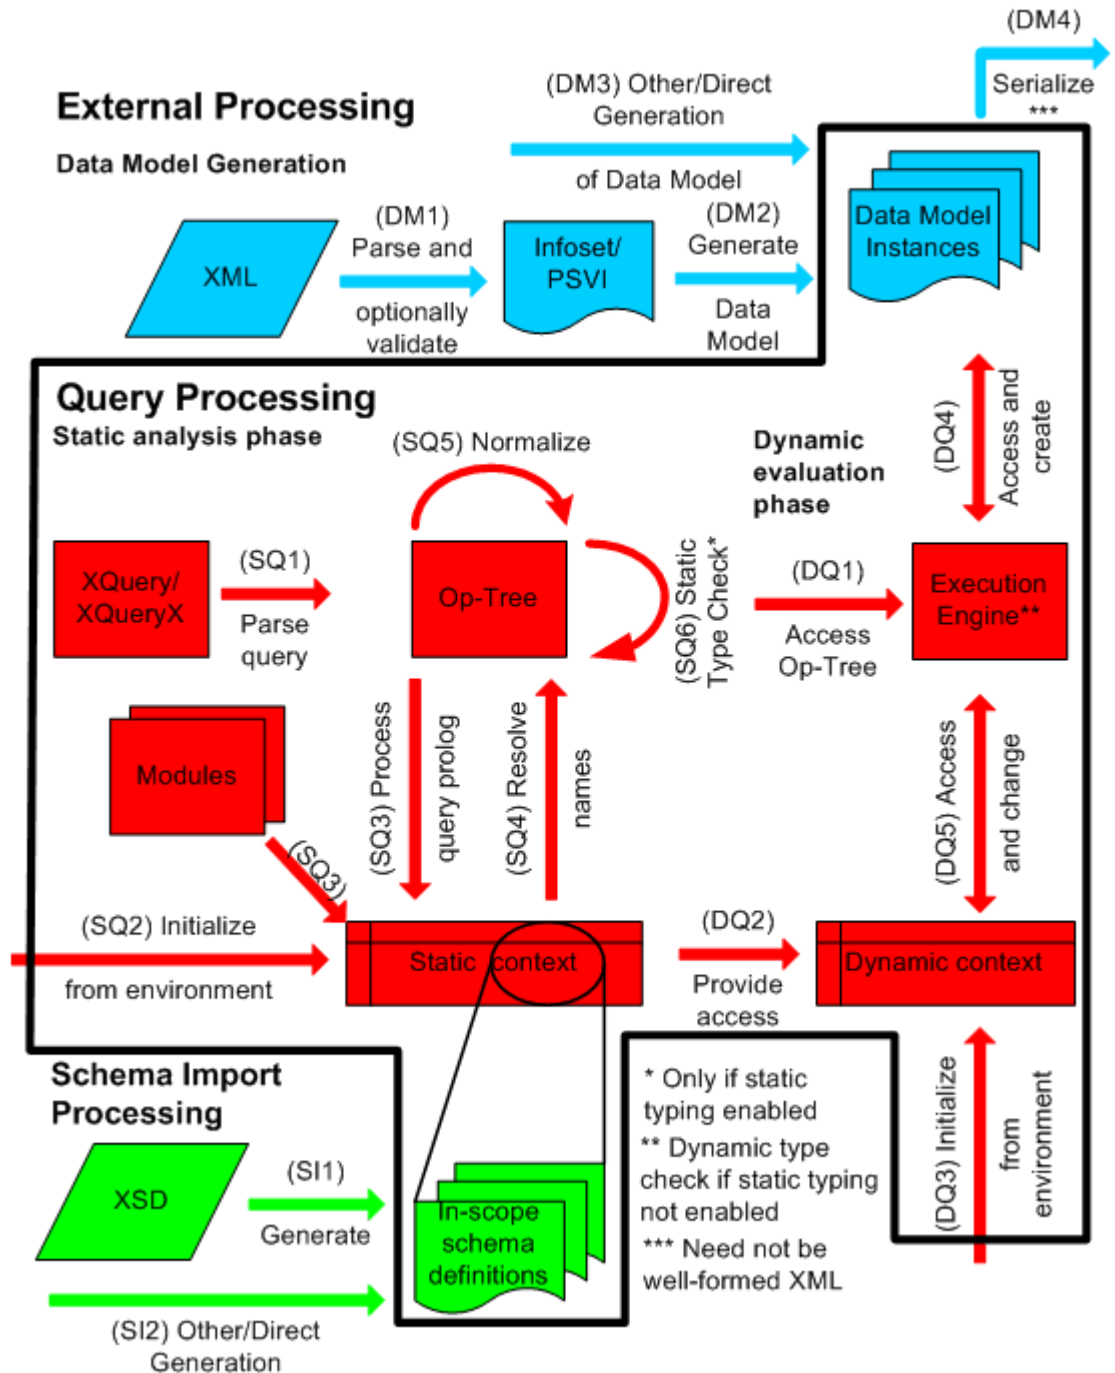 (DM4)
Serialize
***
External Processing
Data Model Generation
(DM3) Other/Direct
Generation
of Data Model
XML
(DM1)
Parse and
optionally
validate
Infoset/
PSVI
(DM2)
Generate
Data
Model
Data Model
Instances
Query Processing
Static analysis phase
(SQ5) Normalize
Dynamic
evaluation
phase
(DQ4)
Access and
create
XQuery/
XQueryX
(SQ1)
Parse
query
Op-Tree
(SQ6) Static
Type Check*
(DQ1)
Access
Op-Tree
Execution
Engine**
Modules
(SQ3)
(SQ3) Process
query prolog
(SQ4) Resolve
names
(DQ5) Access
and change
(SQ2) Initialize
from environment
Static context
(DQ2)
Provide
access
Dynamic context
(DQ3) Initialize
from
environment
Schema Import
Processing
XSD
(SI1)
Generate
In-scope
schema
definitions
(SI2) Other/Direct
Generation
* Only if static
typing enabled
** Dynamic type
check if static typing
not enabled
*** Need not be
well-formed XML